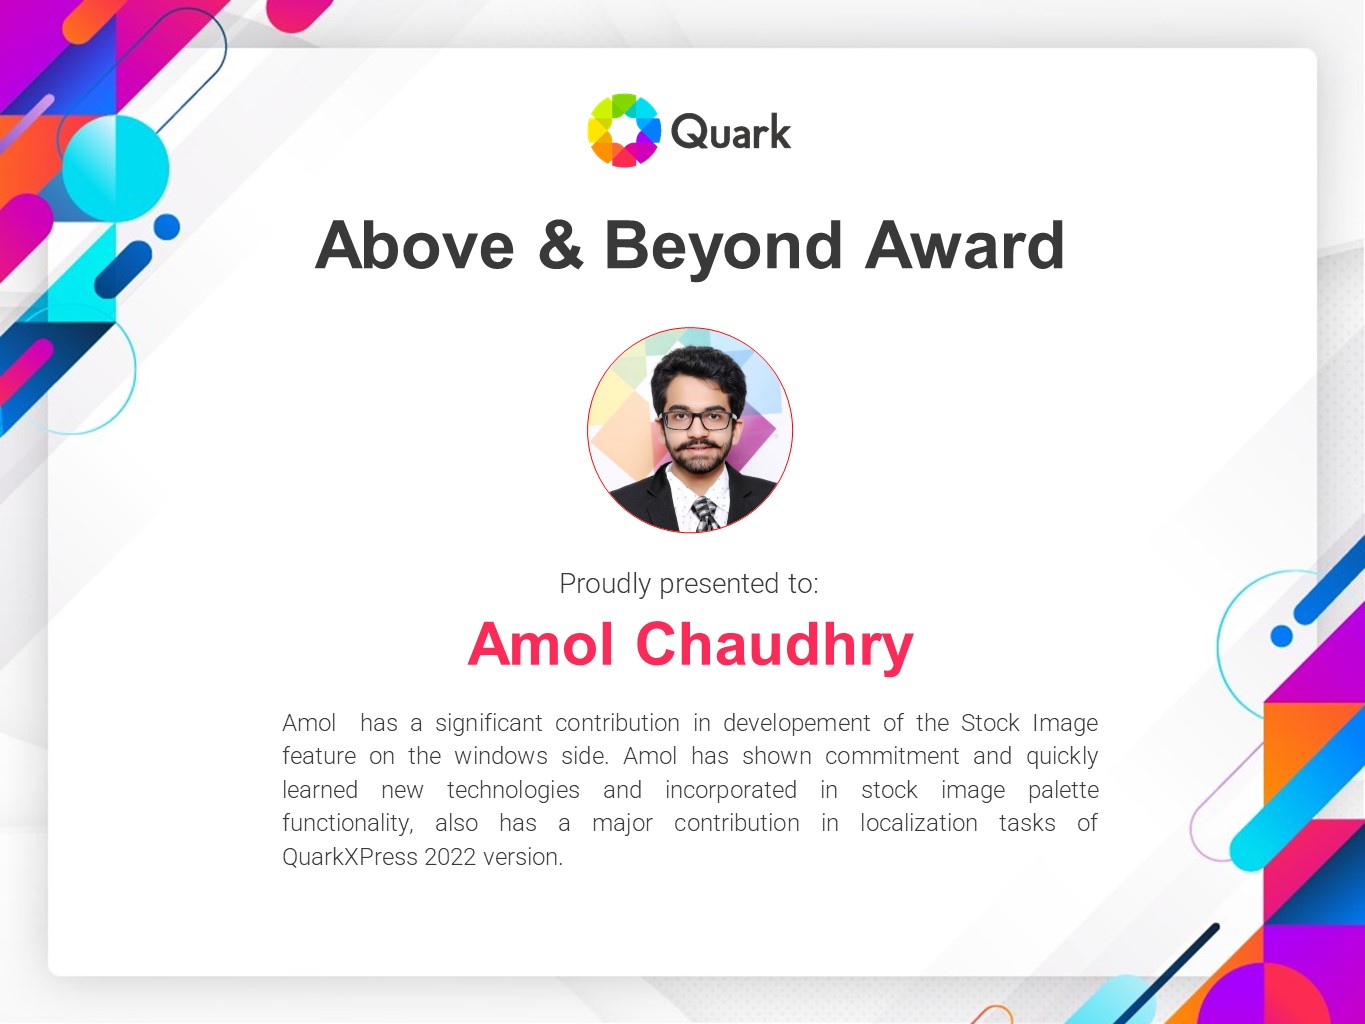 Quark
Above & Beyond Award
Proudly presented to:
Amol Chaudhry
Amol has a significant contribution in developement of the Stock Image
feature on the windows side. Amol has shown commitment and quickly
learned new technologies and incorporated in stock image palette
functionality, also has a major contribution in localization tasks of
QuarkXPress 2022 version.